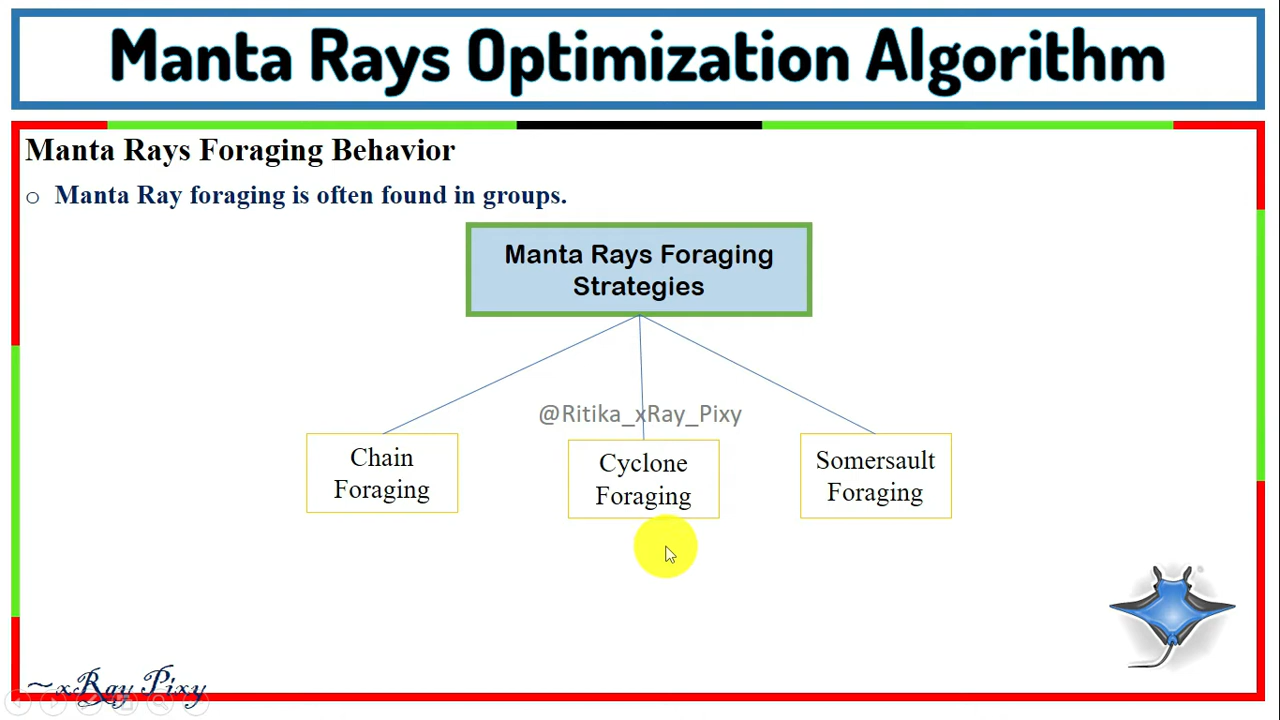 Manta Rays Optimization Algorithm
Manta Rays Foraging Behavior
o Manta Ray foraging is often found in groups.
Manta Rays Foraging
Strategies
@Ritika_xRay_Pixy
Chain
Foraging
Cyclone
Foraging
Somersault
Foraging
~xRay Pixy